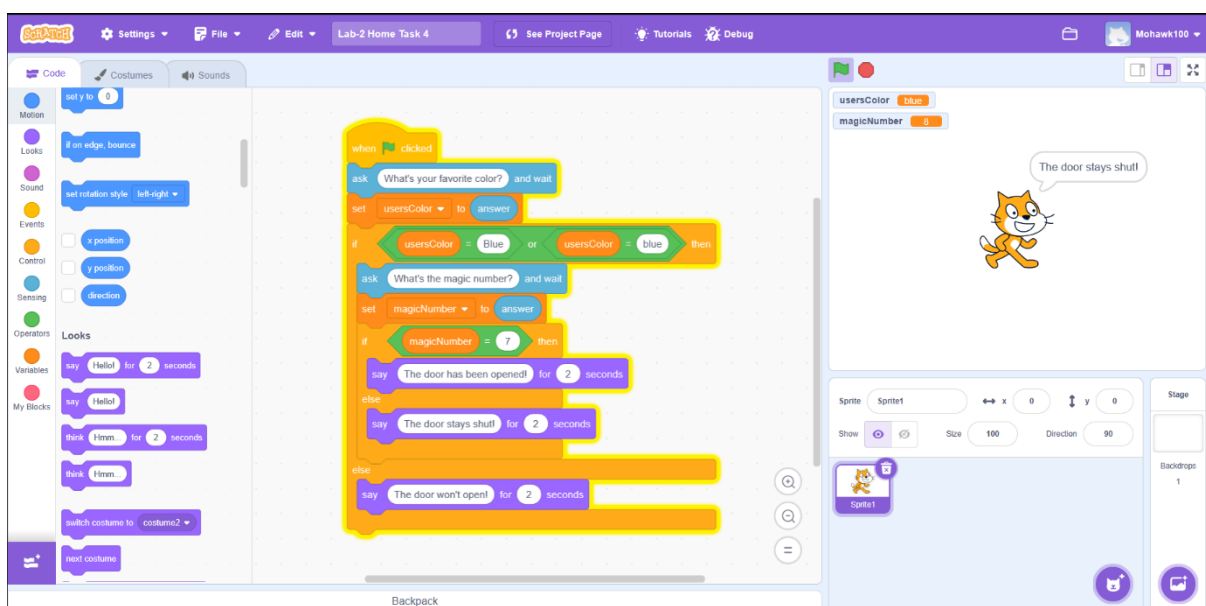 SCRATCH Settings File Edit Lab-2 Home Task 4 See Project Page Tutorials Debug Mohawk100
Code Costumes Sounds
Motion
Looks
Sound
Events
Control
Sensing
Operators
Variables
My Blocks
set y to 0
if on edge, bounce
set rotation style left-right
x position
y position
direction
Looks
say Hello! for 2 seconds
say Hello!
think Hmm... for 2 seconds
think Hmm...
switch costume to costume2
next costume
when clicked
ask What's your favorite color? and wait
set usersColor to answer
if usersColor = Blue or usersColor = blue then
ask What's the magic number? and wait
set magicNumber to answer
if magicNumber = 7 then
say The door has been opened! for 2 seconds
else
say The door stays shut! for 2 seconds
else
say The door won't open! for 2 seconds
usersColor blue
magicNumber 8
The door stays shut!
Sprite Sprite1 x 0 y 0
Show Size 100 Direction 90
Sprite1
Stage
Backdrops
1
Backpack